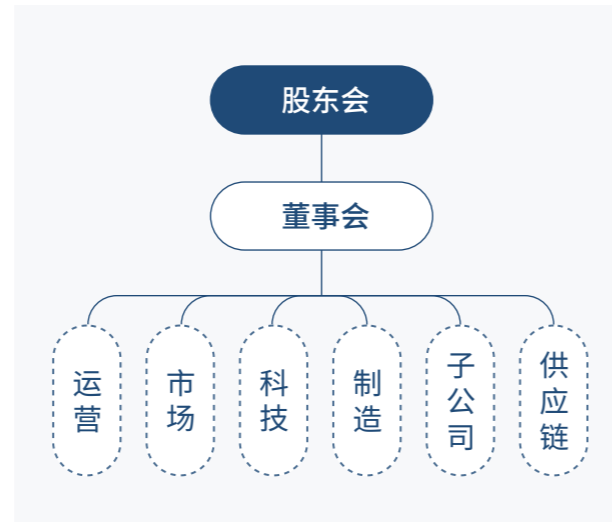 股东会
董事会
运营
市场
科技
制造
子公司
供应链